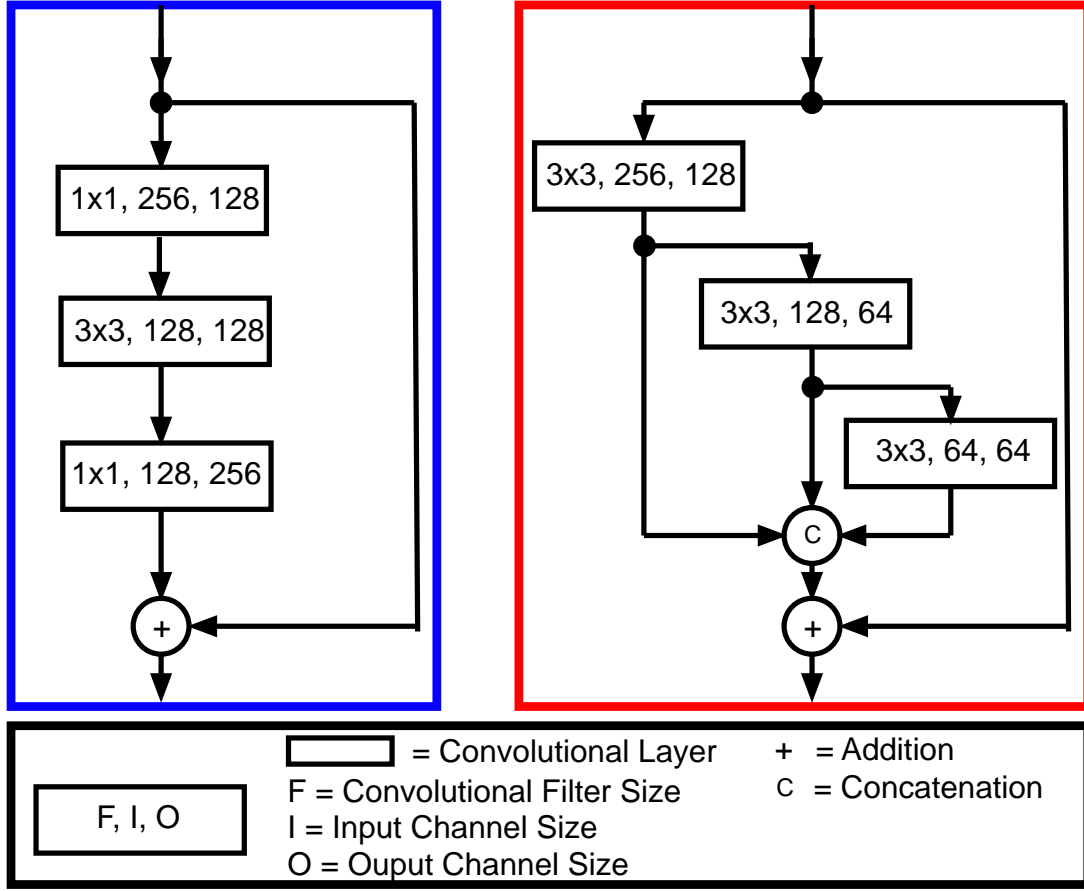 1x1, 256, 128
3x3, 128, 128
1x1, 128, 256
+
3x3, 256, 128
3x3, 128, 64
3x3, 64, 64
C
+
F, I, O
= Convolutional Layer
F = Convolutional Filter Size
I = Input Channel Size
O = Ouput Channel Size
+ = Addition
C = Concatenation